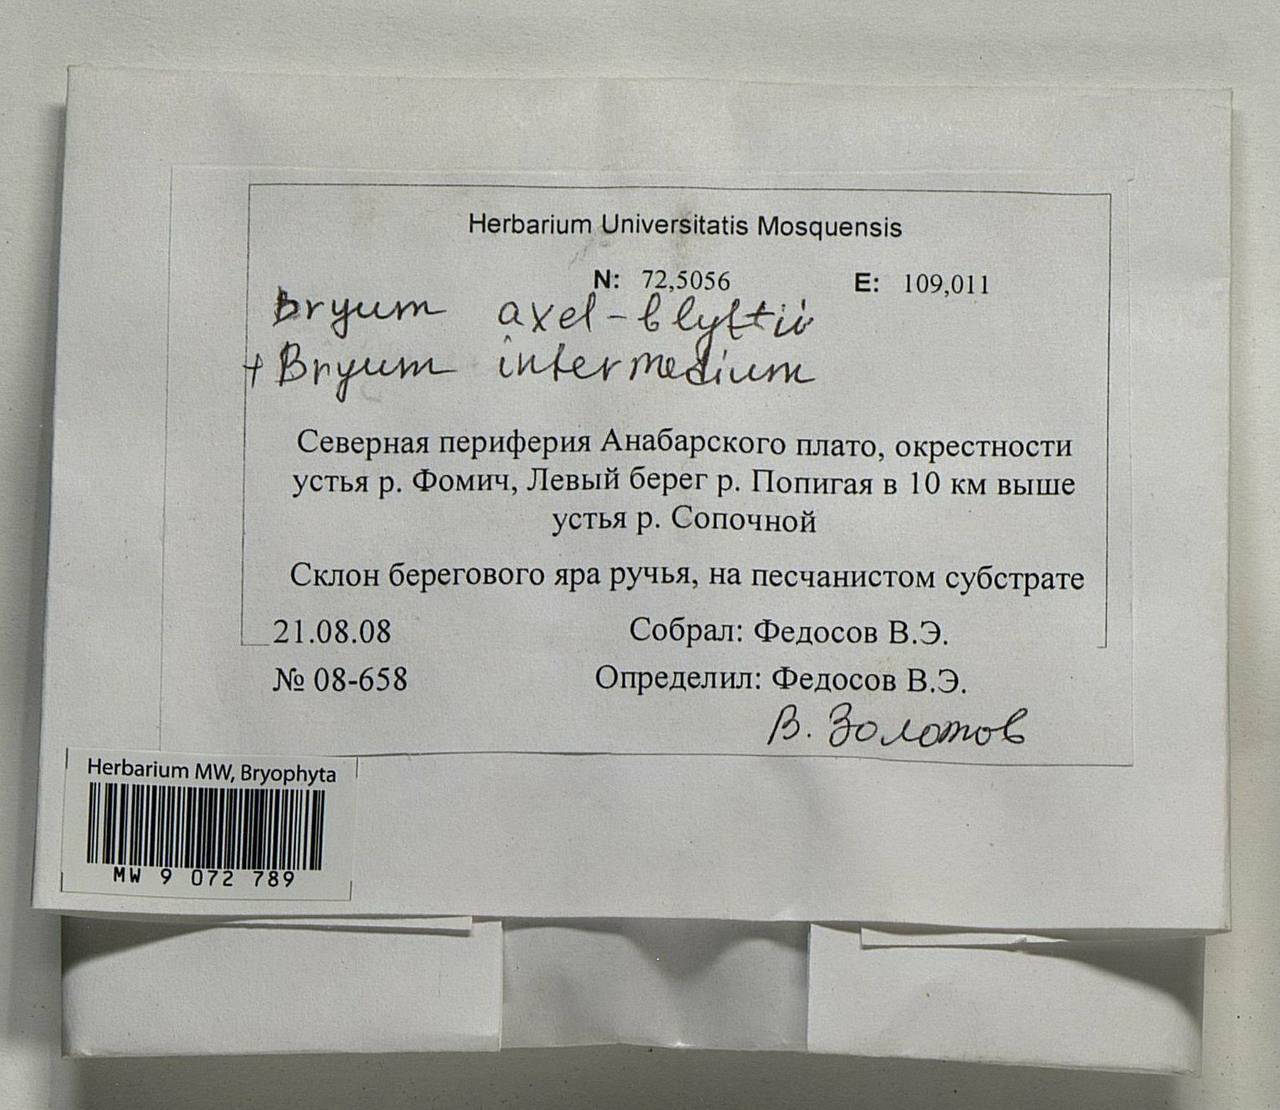 Herbarium Universitatis Mosquensis
N: 72,5056 E: 109,011
Bryum axel-blyttii
+ Bryum intermedium
Северная периферия Анабарского плато, окрестности
устья р. Фомич, Левый берег р. Попигая в 10 км выше
устья р. Сопочной
Склон берегового яра ручья, на песчанистом субстрате
21.08.08 Собрал: Федосов В.Э.
№ 08-658 Определил: Федосов В.Э.
В. Золотов
Herbarium MW, Bryophyta
MW 9 072 789